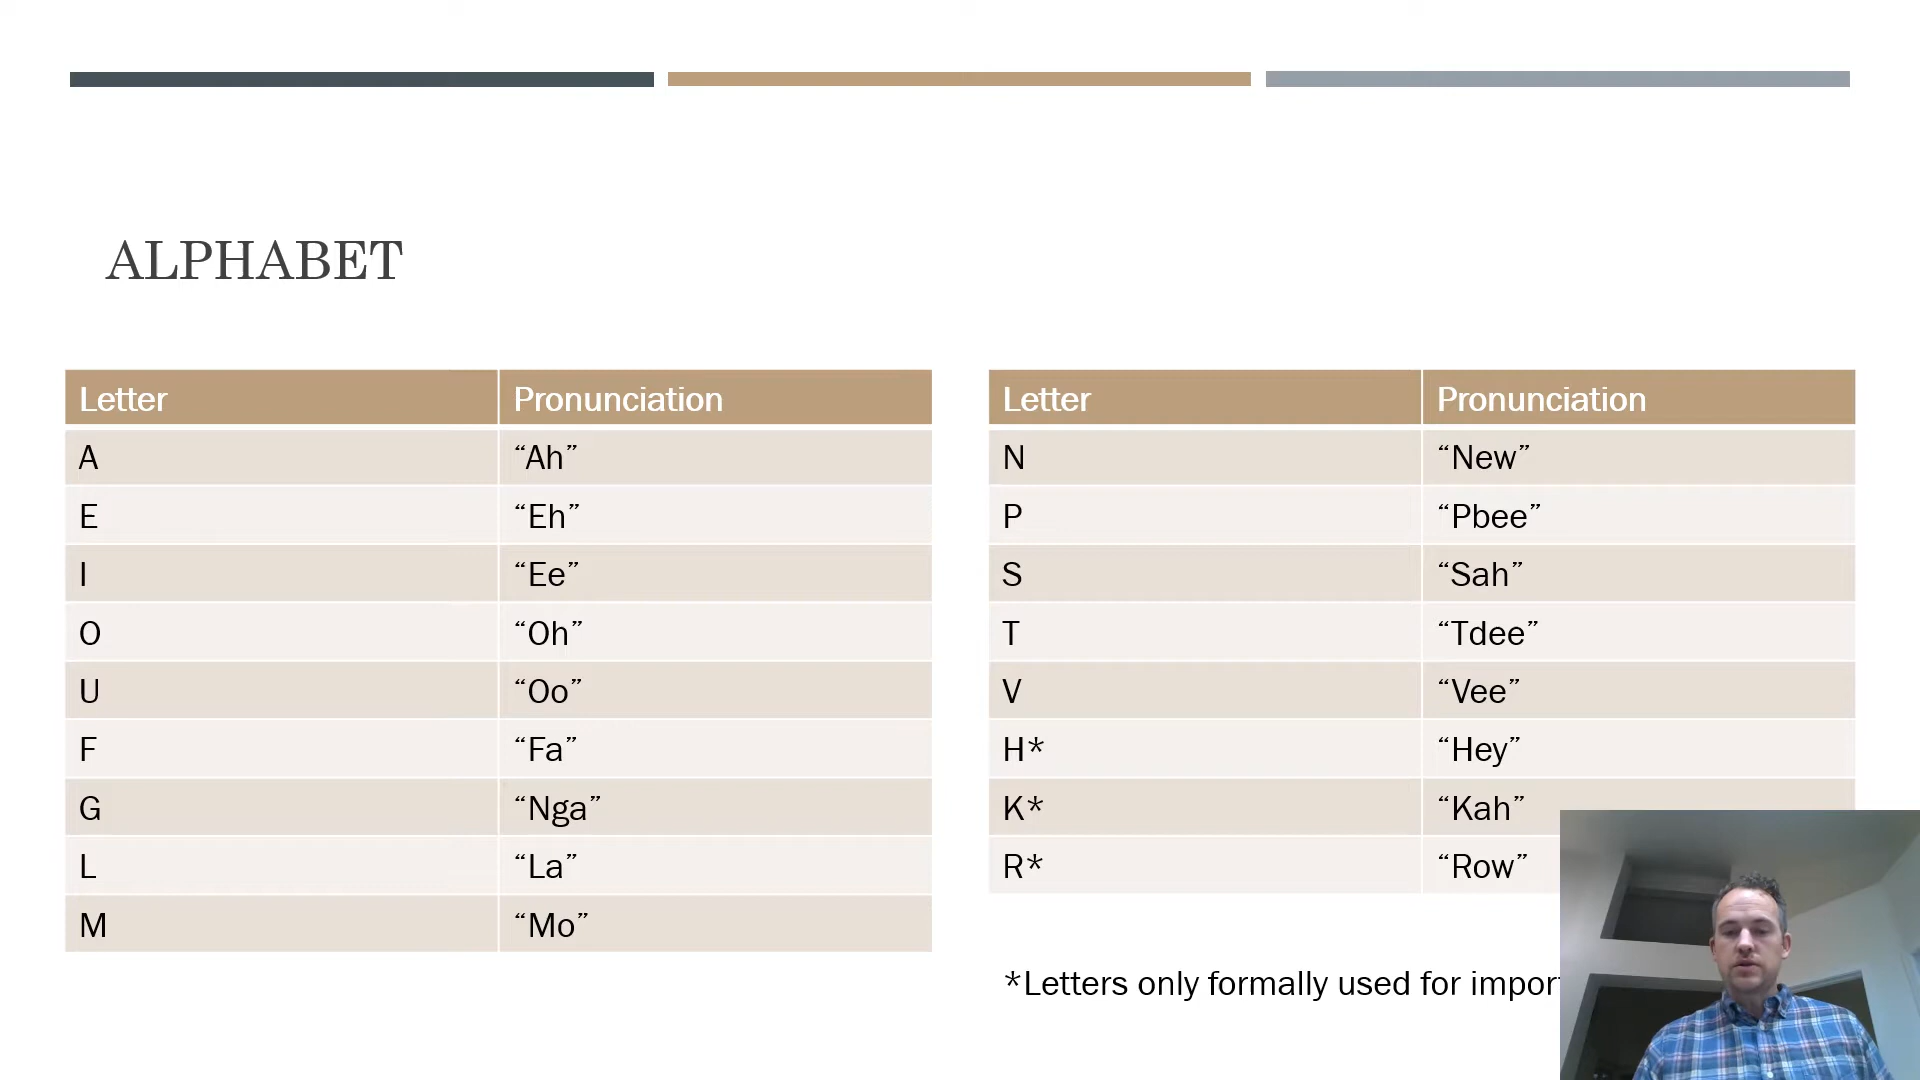 ALPHABET
Letter Pronunciation
A “Ah”
E “Eh”
I “Ee”
O “Oh”
U “Oo”
F “Fa”
G “Nga”
L “La”
M “Mo”
Letter Pronunciation
N “New”
P “Pbee”
S “Sah”
T “Tdee”
V “Vee”
H* “Hey”
K* “Kah”
R* “Row”
*Letters only formally used for